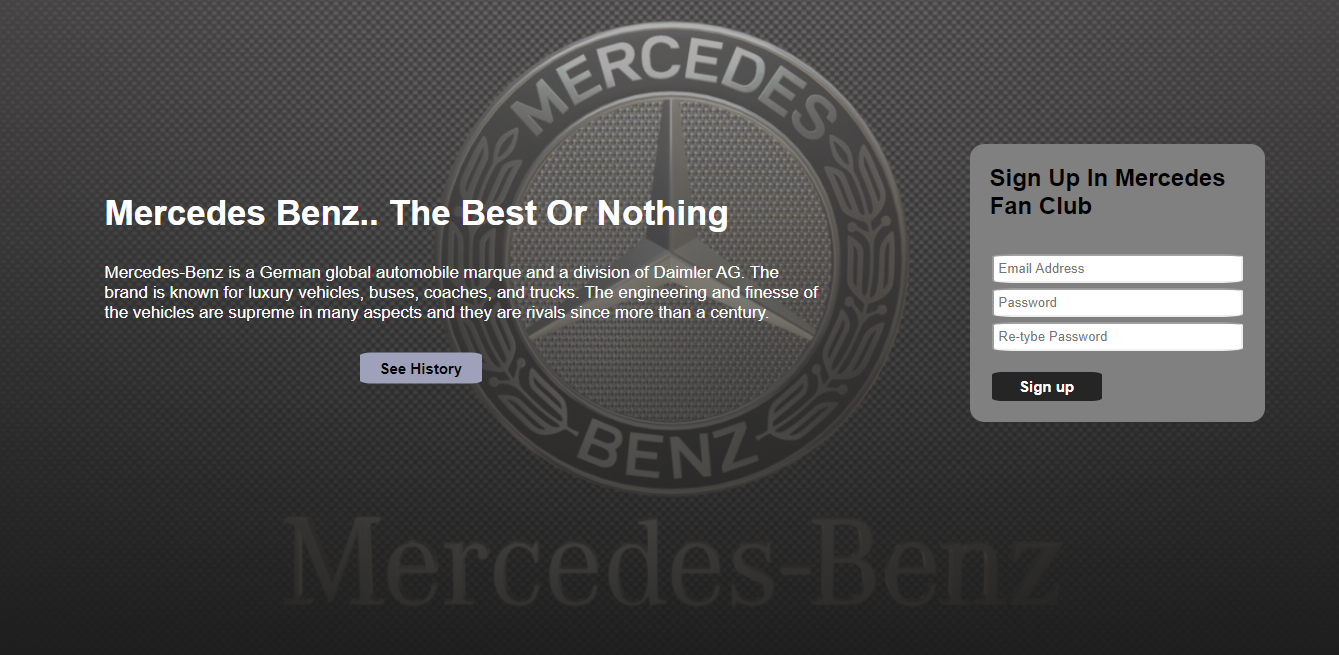 MERCEDES
BENZ
Mercedes Benz.. The Best Or Nothing
Mercedes-Benz is a German global automobile marque and a division of Daimler AG. The
brand is known for luxury vehicles, buses, coaches, and trucks. The engineering and finesse of
the vehicles are supreme in many aspects and they are rivals since more than a century.
See History
Sign Up In Mercedes
Fan Club
Email Address
Password
Re-tybe Password
Sign up
Mercedes-Benz